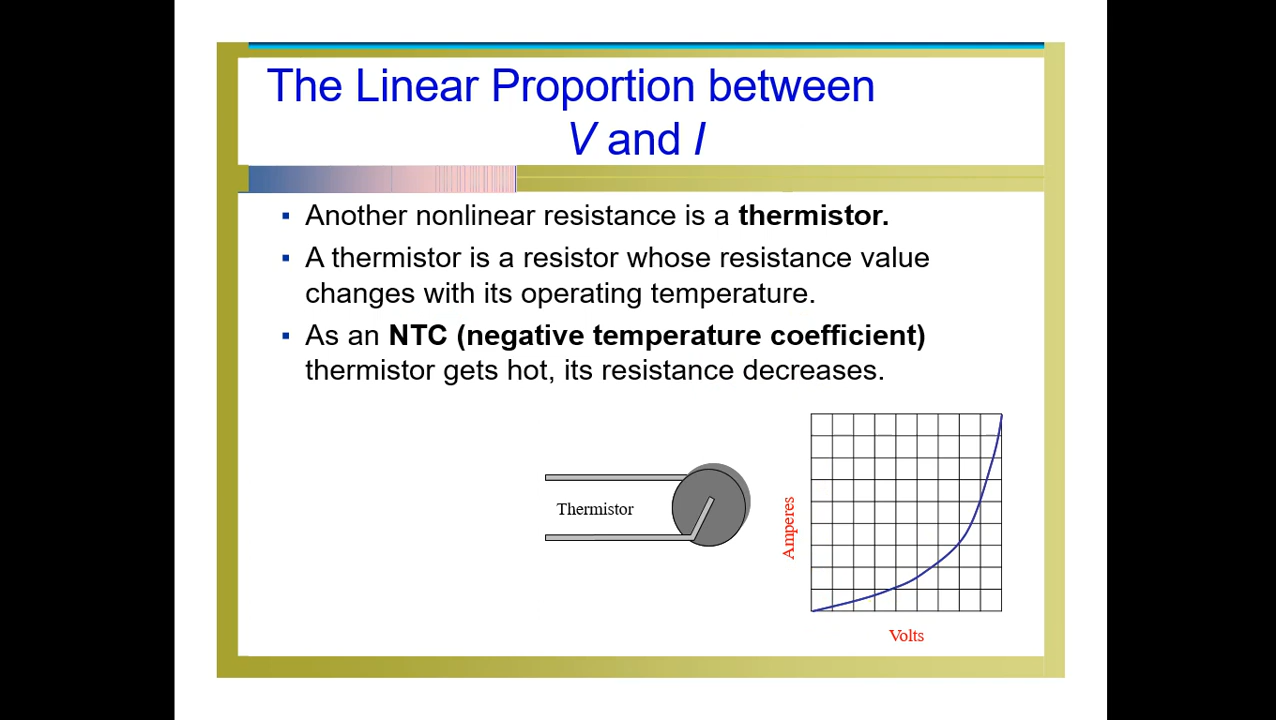 The Linear Proportion between
V and I
▪ Another nonlinear resistance is a thermistor.
▪ A thermistor is a resistor whose resistance value
changes with its operating temperature.
▪ As an NTC (negative temperature coefficient)
thermistor gets hot, its resistance decreases.
Thermistor
Amperes
Volts